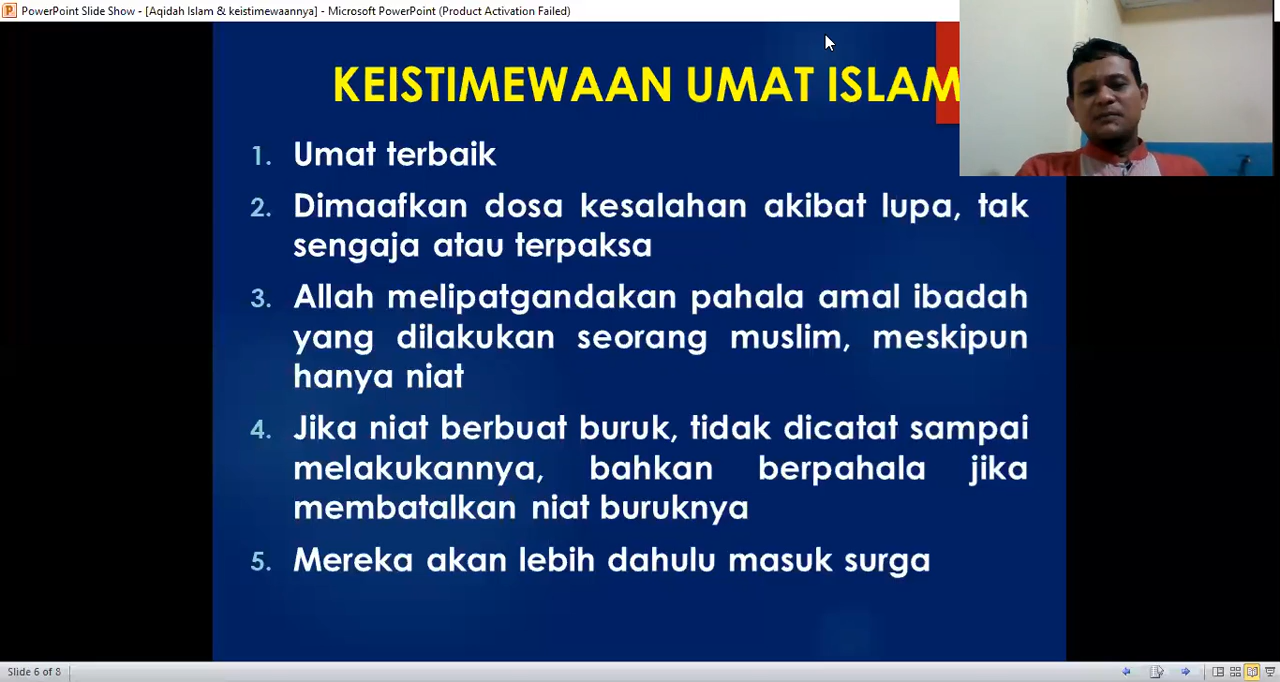 PowerPoint Slide Show - [Aqidah Islam & keistimewaannya] - Microsoft PowerPoint (Product Activation Failed)
KEISTIMEWAAN UMAT ISLAM
1. Umat terbaik
2. Dimaafkan dosa kesalahan akibat lupa, tak
sengaja atau terpaksa
3. Allah melipatgandakan pahala amal ibadah
yang dilakukan seorang muslim, meskipun
hanya niat
4. Jika niat berbuat buruk, tidak dicatat sampai
melakukannya, bahkan berpahala jika
membatalkan niat buruknya
5. Mereka akan lebih dahulu masuk surga
Slide 6 of 8